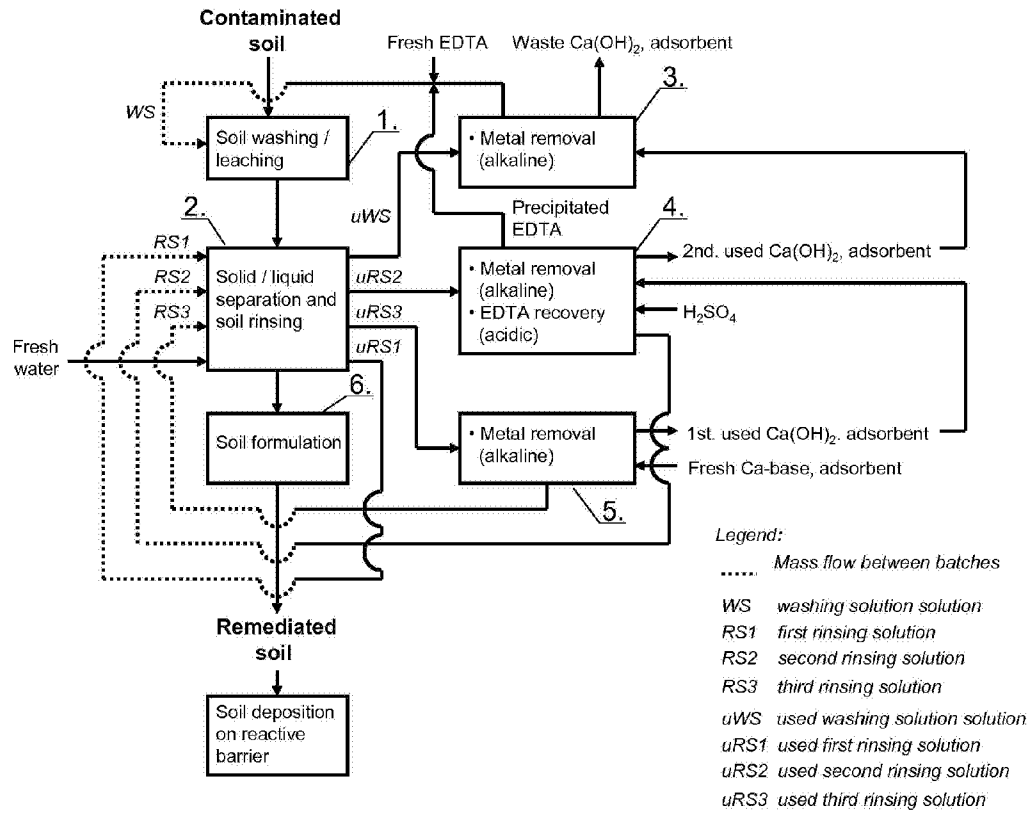 Contaminated
soil
Fresh EDTA
Waste Ca(OH)2, adsorbent
WS
3.
1.
Soil washing /
leaching
• Metal removal
(alkaline)
2.
uWS
Precipitated
EDTA
4.
RS1
RS2
RS3
Solid / liquid
separation and
soil rinsing
uRS2
uRS3
uRS1
• Metal removal
(alkaline)
• EDTA recovery
(acidic)
2nd. used Ca(OH)2, adsorbent
H2SO4
Fresh
water
6.
Soil formulation
• Metal removal
(alkaline)
1st. used Ca(OH)2. adsorbent
Fresh Ca-base, adsorbent
5.
Legend:
Mass flow between batches
WS washing solution solution
RS1 first rinsing solution
RS2 second rinsing solution
RS3 third rinsing solution
uWS used washing solution solution
uRS1 used first rinsing solution
uRS2 used second rinsing solution
uRS3 used third rinsing solution
Remediated
soil
Soil deposition
on reactive
barrier